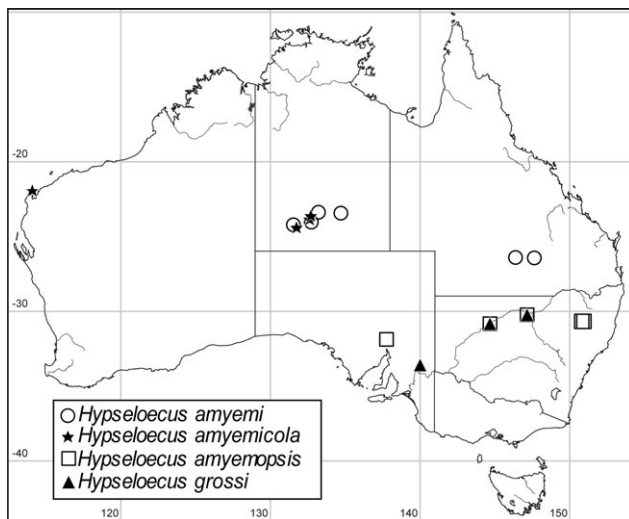 -20
-30
○ Hypseloecus amyemi
★ Hypseloecus amyemicola
□ Hypseloecus amyemopsis
▲ Hypseloecus grossi
-40
120
130
140
150